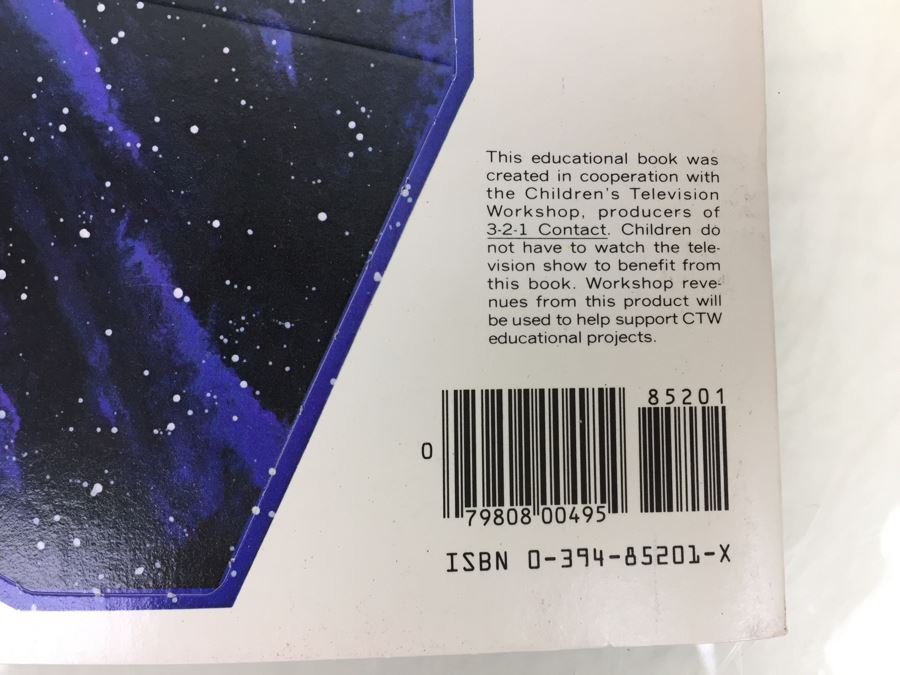 This educational book was
created in cooperation with
the Children's Television
Workshop, producers of
3-2-1 Contact. Children do
not have to watch the tele-
vision show to benefit from
this book. Workshop reve-
nues from this product will
be used to help support CTW
educational projects.
85201
0
79808 00495
ISBN 0-394-85201-X